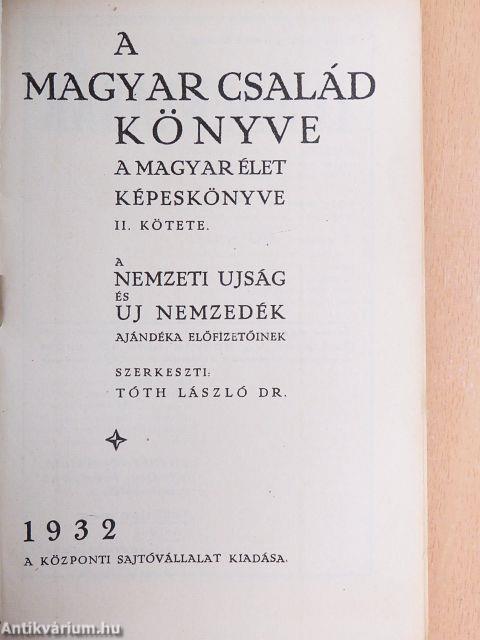 A
MAGYAR CSALÁD
KÖNYVE
A MAGYAR ÉLET
KÉPESKÖNYVE
II. KÖTETE.
A
NEMZETI UJSÁG
ÉS
UJ NEMZEDÉK
AJÁNDÉKA ELŐFIZETŐINEK
SZERKESZTI:
TÓTH LÁSZLÓ DR.
1932
A KÖZPONTI SAJTÓVÁLLALAT KIADÁSA.
Antikvárium.hu